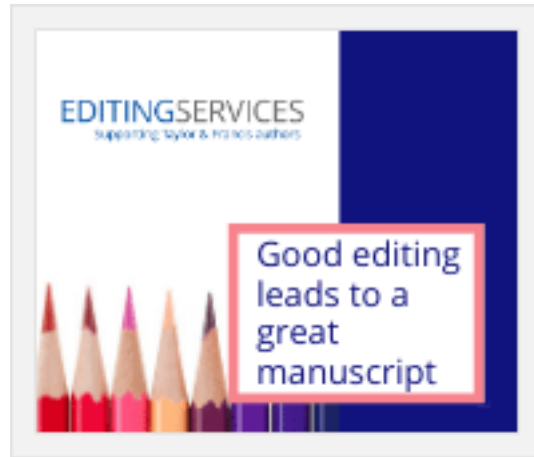 EDITINGSERVICES
Supporting Taylor & Francis authors
Good editing
leads to a
great
manuscript